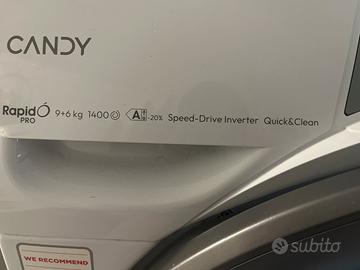 CANDY
RapidÓ PRO 9+6 kg 1400 A -20% Speed-Drive Inverter Quick&Clean
WE RECOMMEND
subito